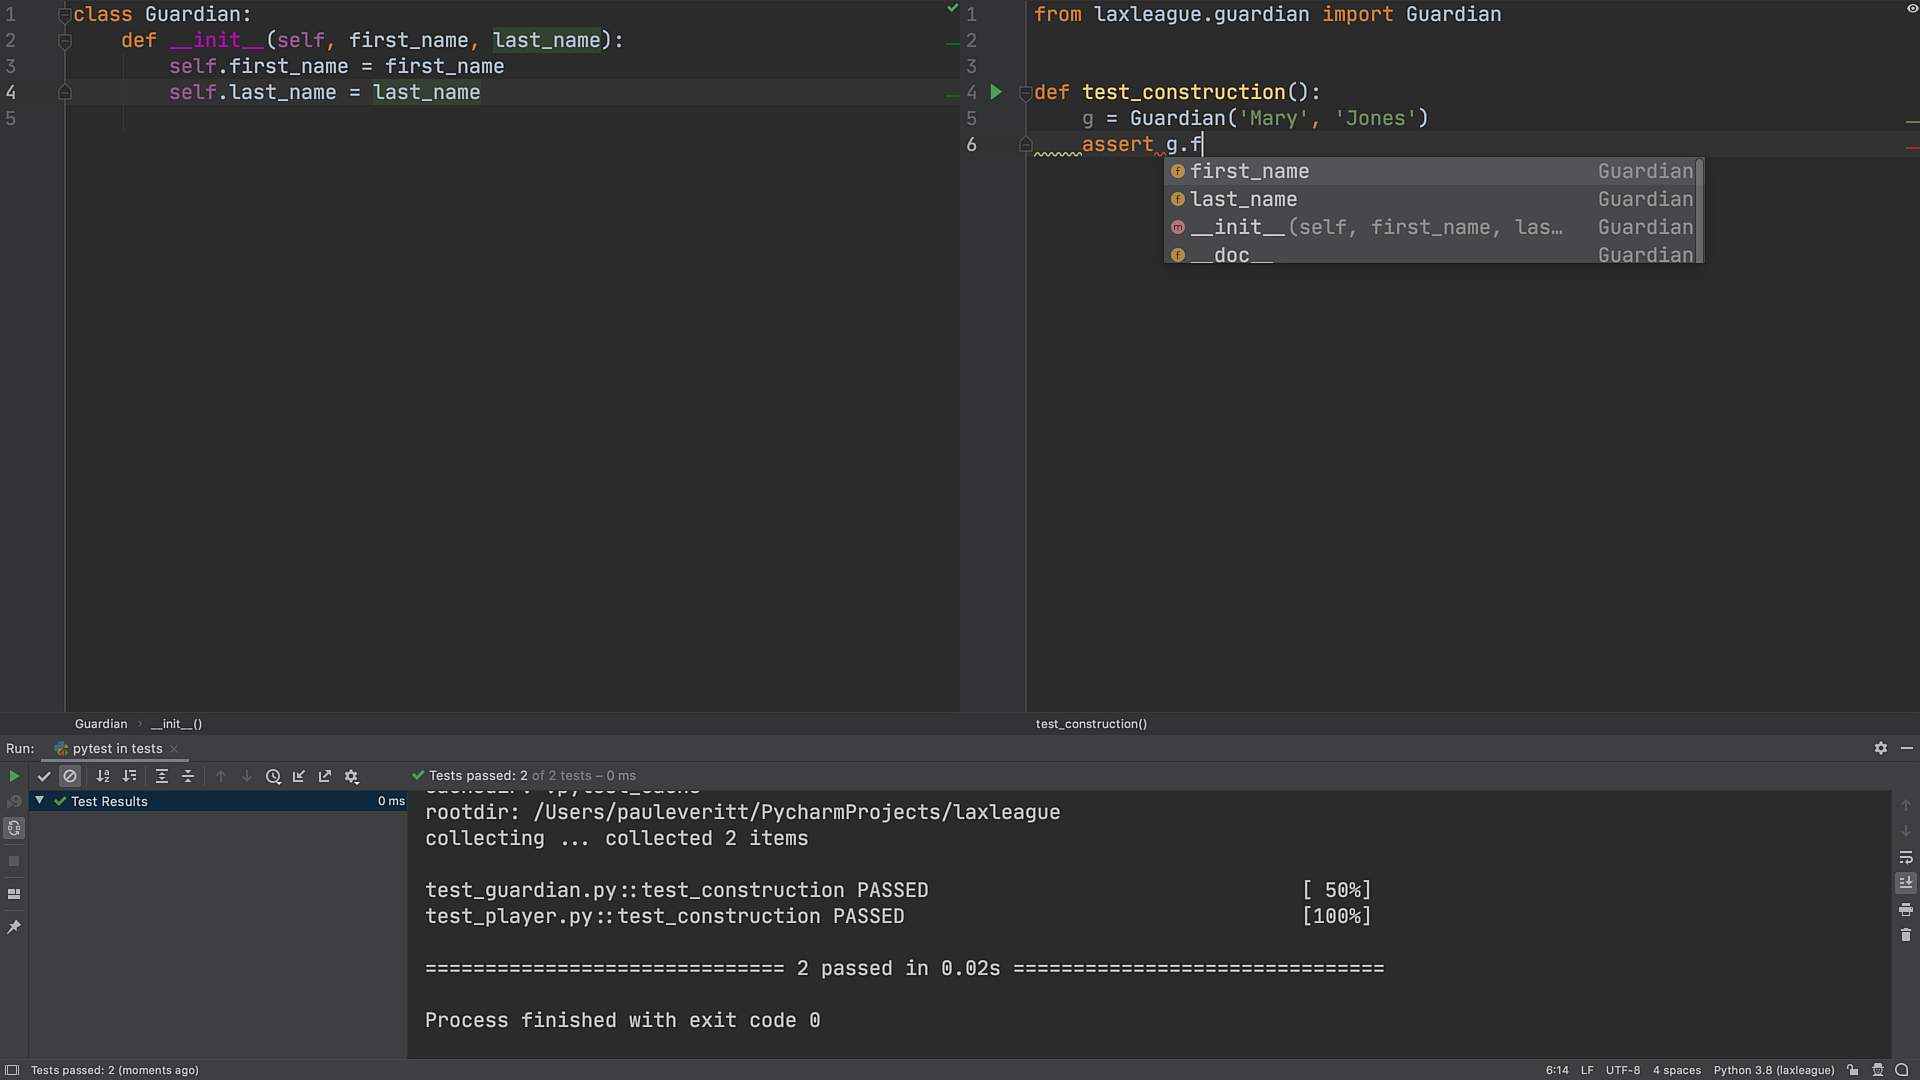 1 class Guardian:
2     def __init__(self, first_name, last_name):
3         self.first_name = first_name
4         self.last_name = last_name
5
1 from laxleague.guardian import Guardian
2
3
4 def test_construction():
5     g = Guardian('Mary', 'Jones')
6     assert g.f
f first_name Guardian
f last_name Guardian
m __init__(self, first_name, las… Guardian
f __doc__ Guardian
Guardian › __init__()
test_construction()
Run: pytest in tests
Tests passed: 2 of 2 tests – 0 ms
Test Results 0 ms
rootdir: /Users/pauleveritt/PycharmProjects/laxleague
collecting ... collected 2 items
test_guardian.py::test_construction PASSED [ 50%]
test_player.py::test_construction PASSED [100%]
============================== 2 passed in 0.02s ===============================
Process finished with exit code 0
Tests passed: 2 (moments ago)
6:14 LF UTF-8 4 spaces Python 3.8 (laxleague)